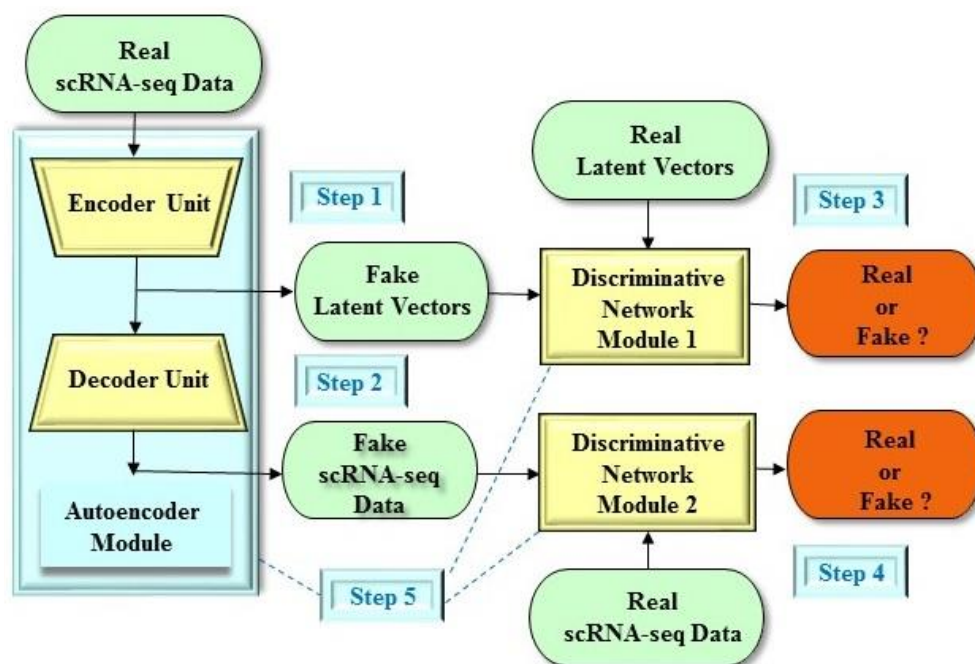 Real
scRNA-seq Data
Encoder Unit
Decoder Unit
Autoencoder
Module
Step 1
Fake
Latent Vectors
Step 2
Fake
scRNA-seq
Data
Step 5
Real
Latent Vectors
Discriminative
Network
Module 1
Discriminative
Network
Module 2
Real
scRNA-seq Data
Step 3
Real
or
Fake ?
Real
or
Fake ?
Step 4